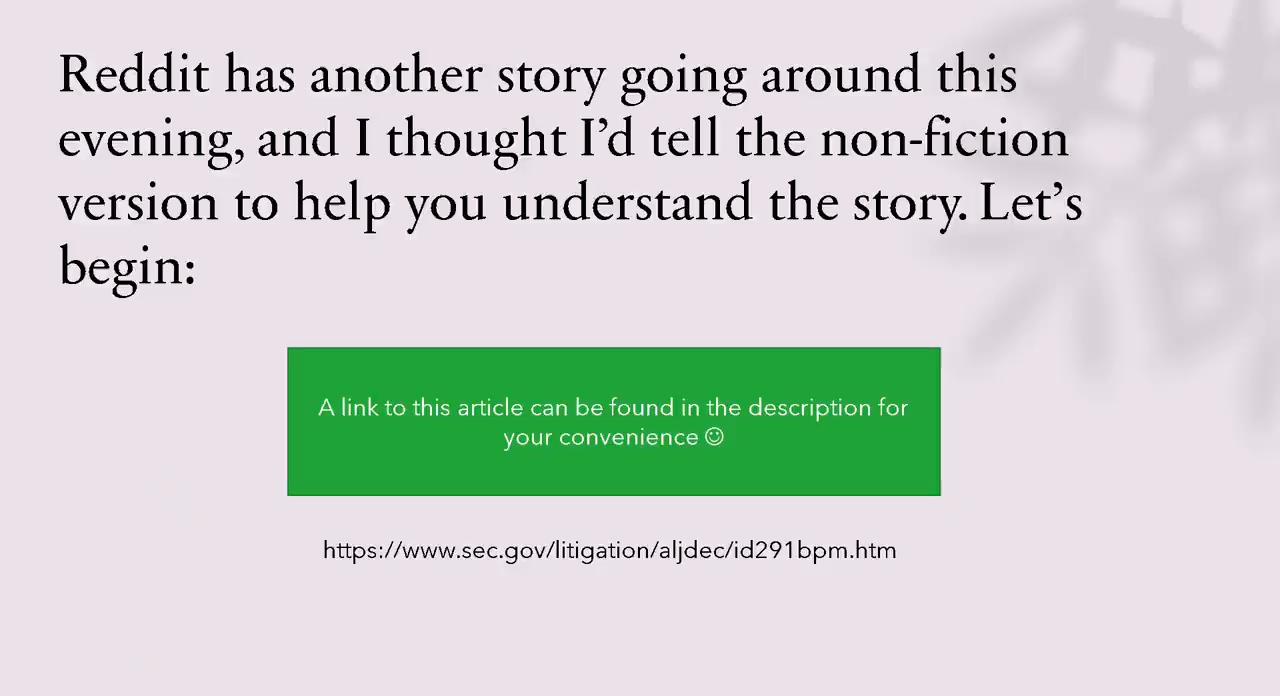 Reddit has another story going around this
evening, and I thought I’d tell the non-fiction
version to help you understand the story. Let’s
begin:
A link to this article can be found in the description for
your convenience ☺
https://www.sec.gov/litigation/aljdec/id291bpm.htm